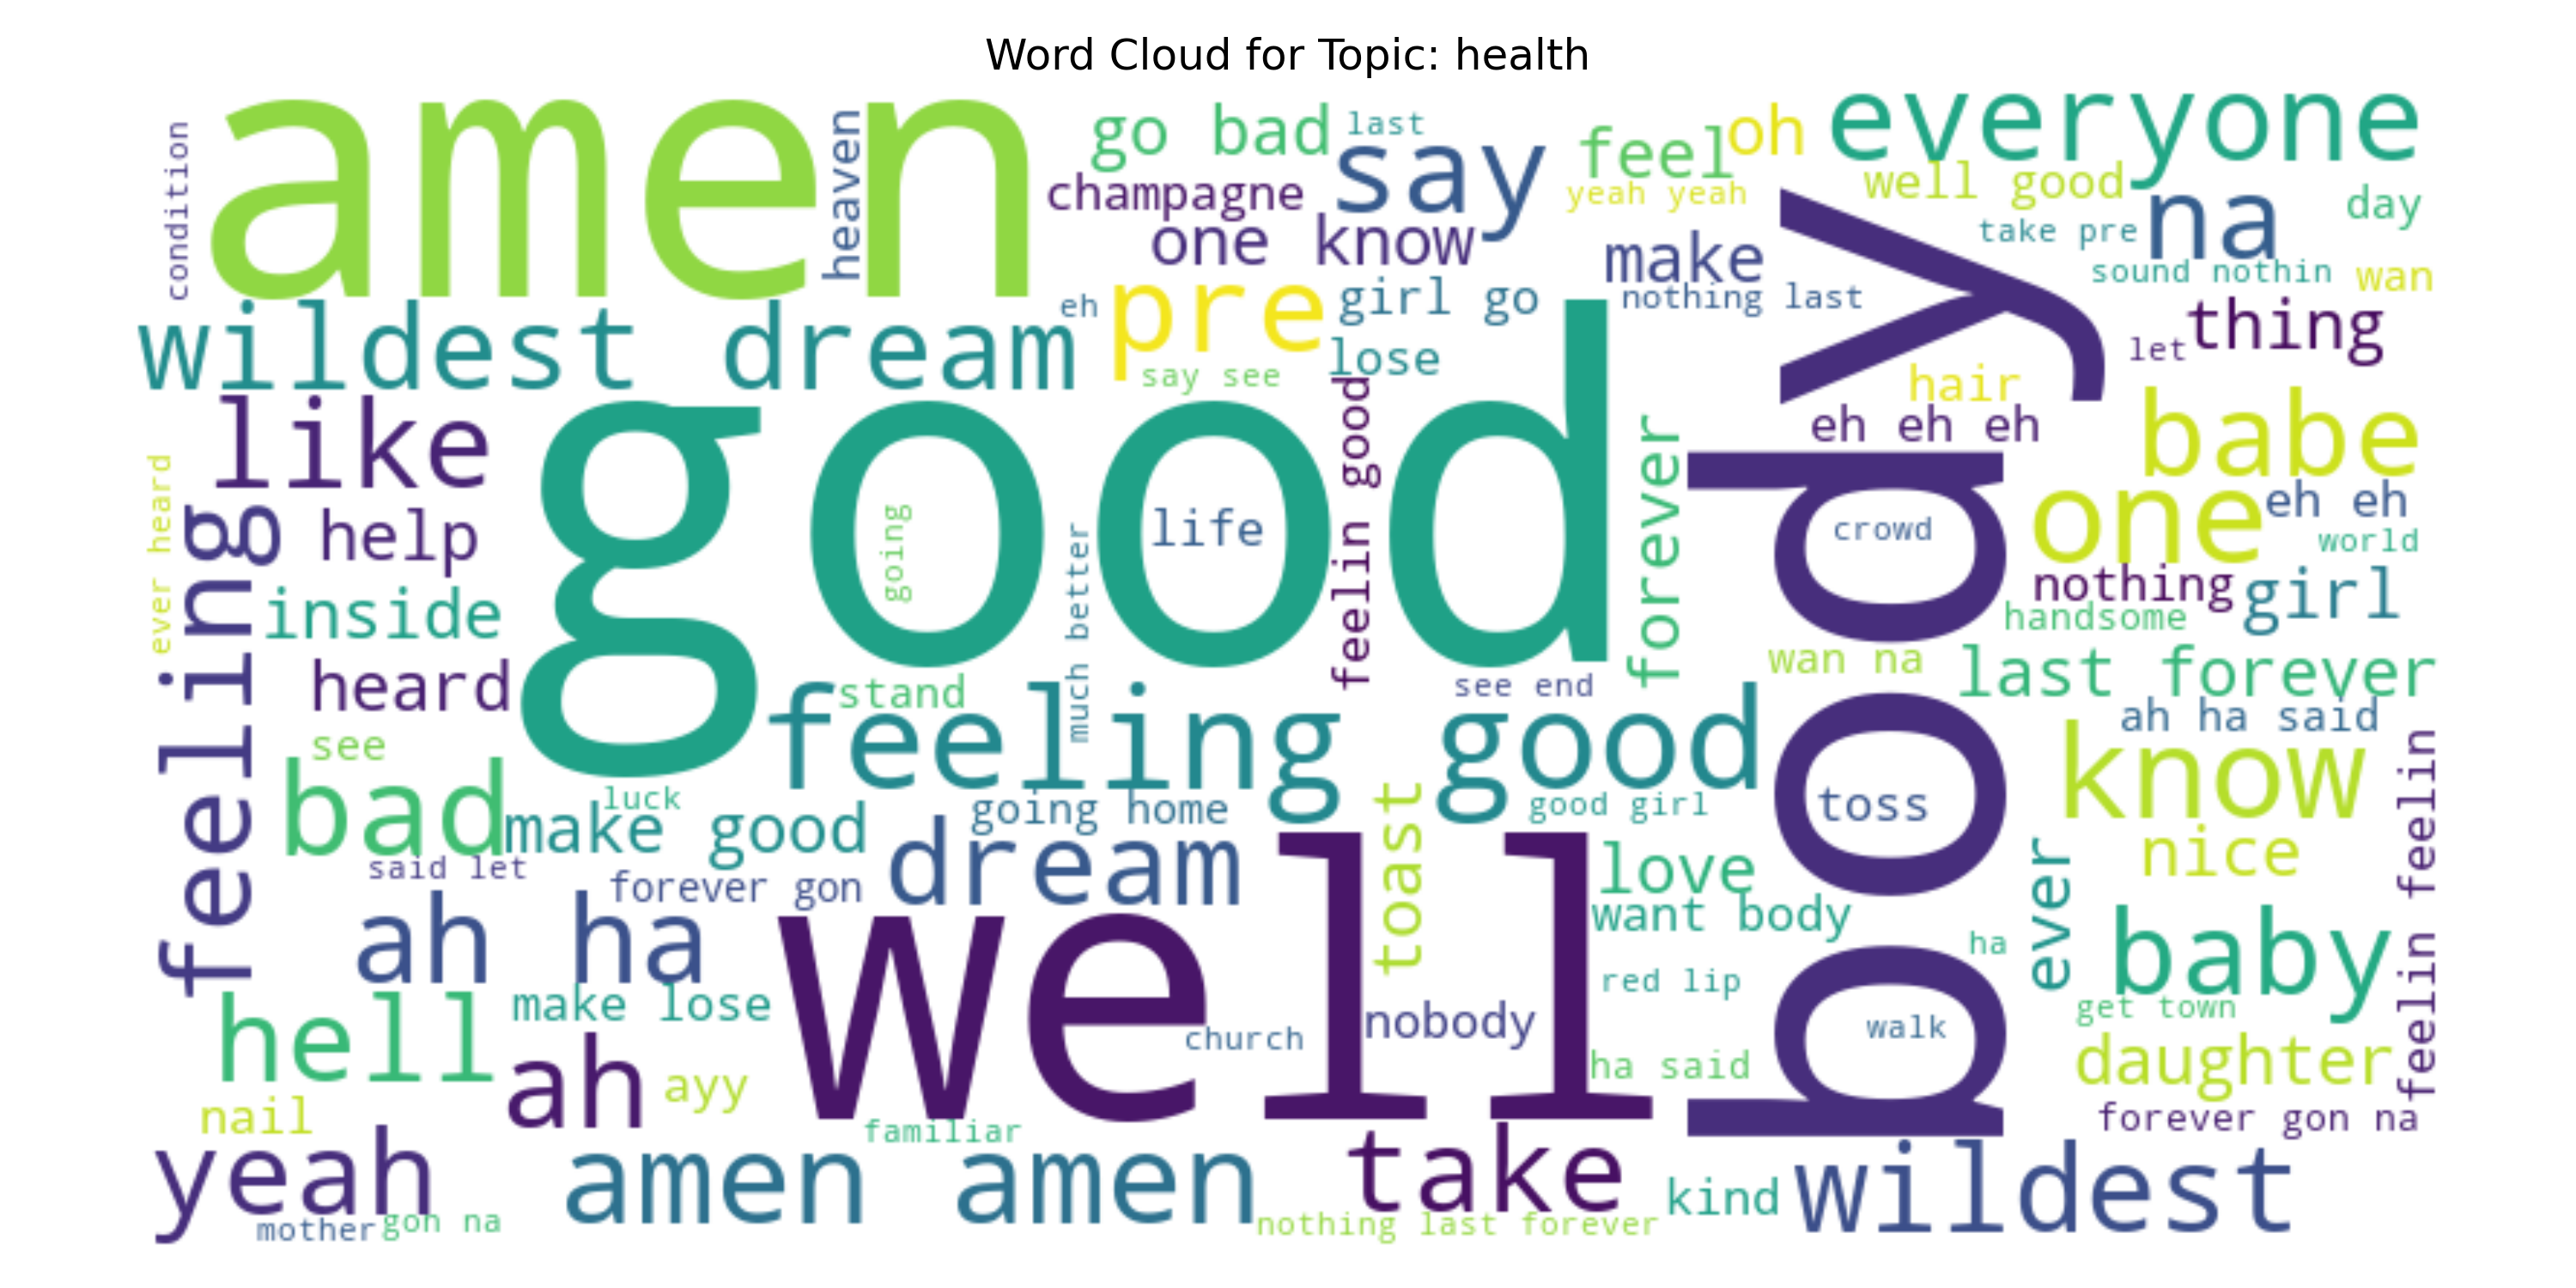 Word Cloud for Topic: health
condition
amen
heaven
go bad
last
champagne
say
one know
feel
oh
yeah yeah
everyone
well good
na
day
take pre
sound nothin
wan
make
nothing last
thing
let
wildest dream
eh
pre
girl go
say see
lose
body
hair
eh eh eh
babe
one
eh eh
world
crowd
nothing
girl
handsome
like
feeling
ever heard
help
inside
heard
good
going
life
much better
feelin good
forever
wan na
last forever
see end
ah ha said
stand
feeling good
see
bad
luck
make good
going home
good girl
toss
know
nice
feelin feelin
said let
forever gon
dream
toast
love
want body
ever
baby
ha
ah ha
well
red lip
hell
make lose
nobody
church
walk
get town
ah
ayy
ha said
daughter
nail
familiar
forever gon na
yeah
amen amen
take
kind
wildest
mother
gon na
nothing last forever